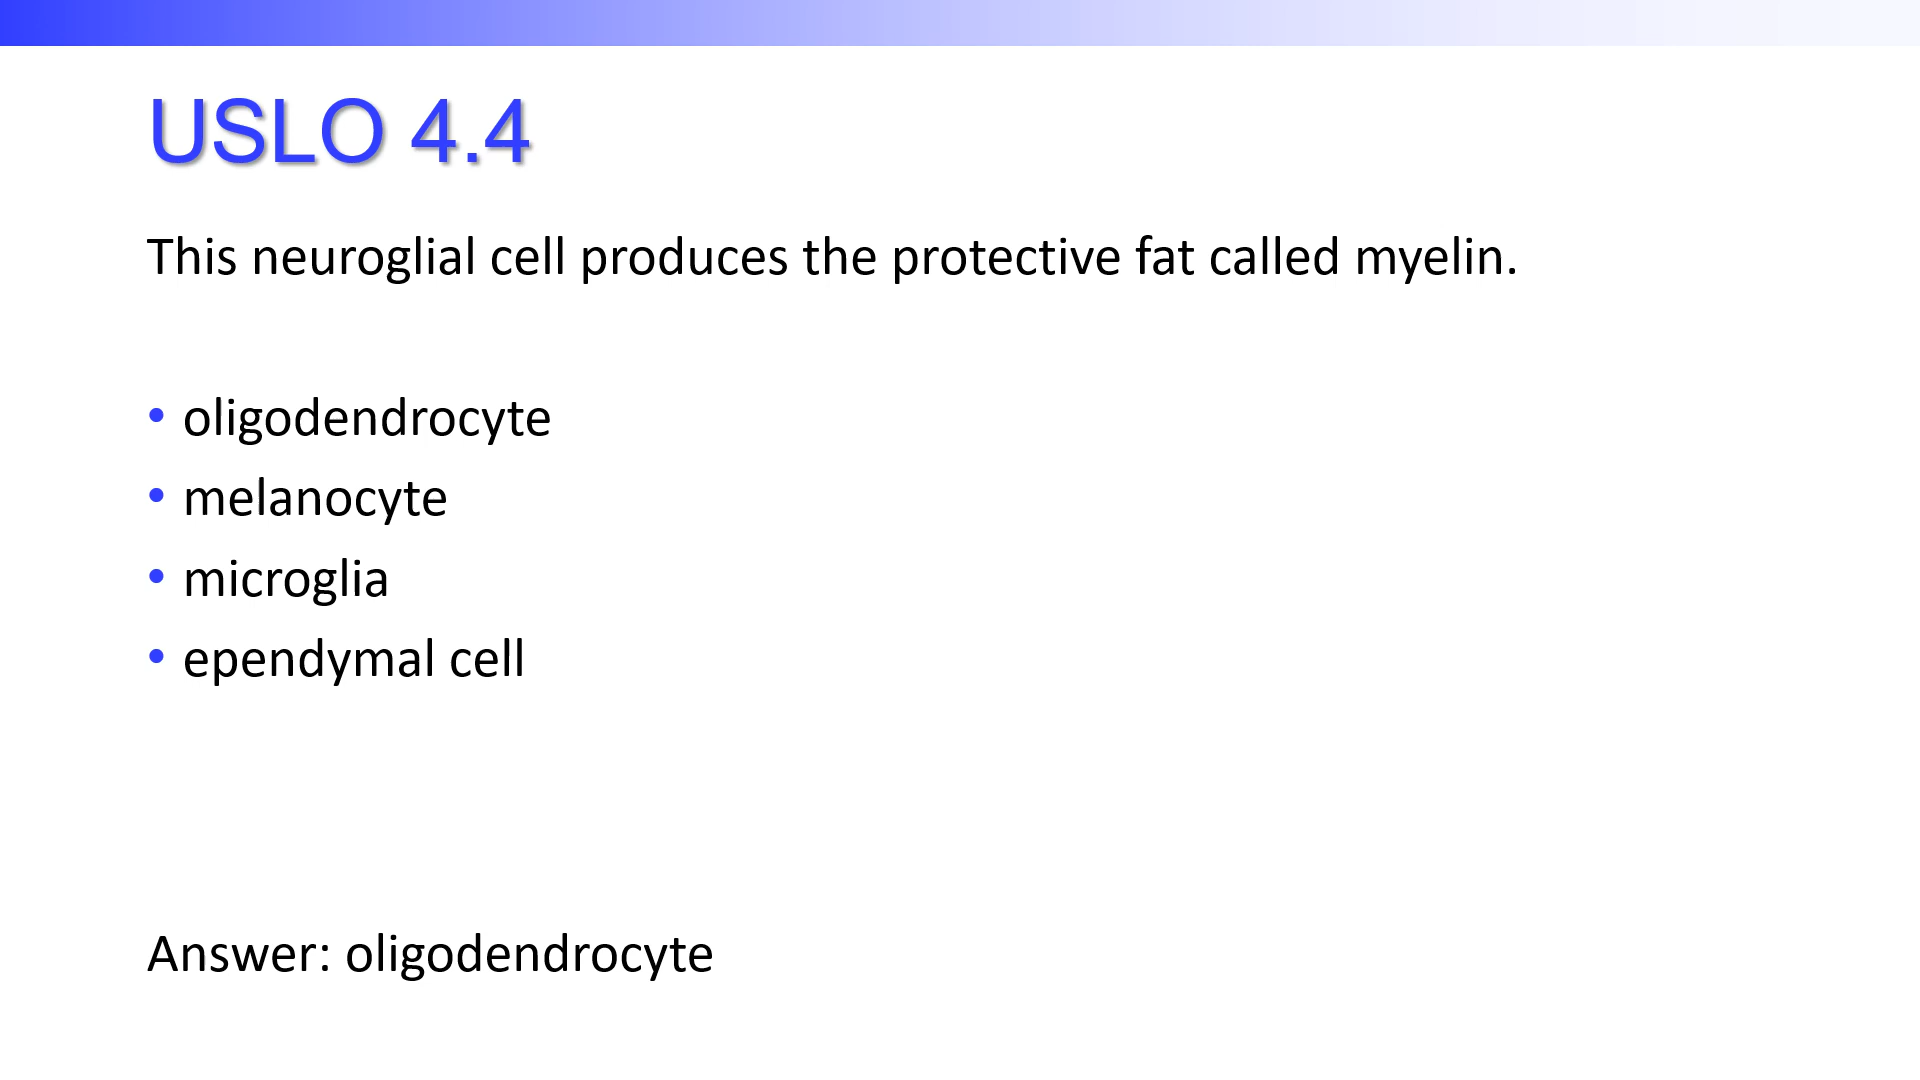 USLO 4.4
This neuroglial cell produces the protective fat called myelin.
• oligodendrocyte
• melanocyte
• microglia
• ependymal cell
Answer: oligodendrocyte